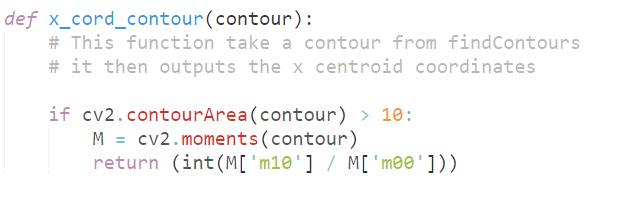 def x_cord_contour(contour):
# This function take a contour from findContours
# it then outputs the x centroid coordinates
if cv2.contourArea(contour) > 10:
M = cv2.moments(contour)
return (int(M['m10'] / M['m00']))